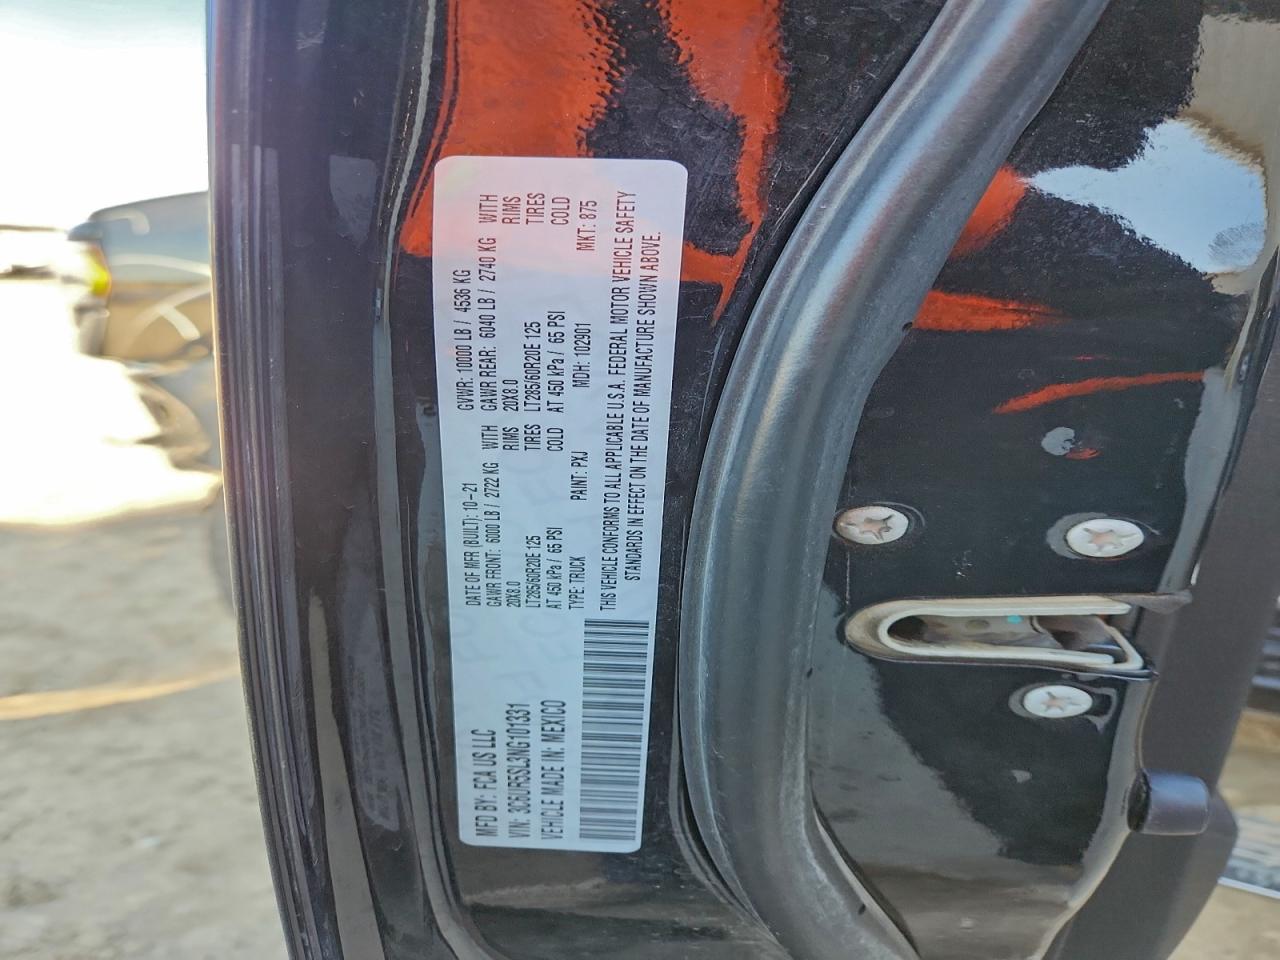 MFD BY: FCA US LLC
VIN: 3C6UR5SL3NG101331
VEHICLE MADE IN: MEXICO
DATE OF MFR (BUILT): 10-21 GVWR: 10000 LB / 4536 KG
GAWR FRONT: 6000 LB / 2722 KG WITH GAWR REAR: 6040 LB / 2740 KG WITH
20X8.0 RIMS 20X8.0 RIMS
LT285/60R20E 125 TIRES LT285/60R20E 125 TIRES
AT 450 kPa / 65 PSI COLD AT 450 kPa / 65 PSI COLD
TYPE: TRUCK PAINT: PXJ MDH: 102901 MKT: 875
THIS VEHICLE CONFORMS TO ALL APPLICABLE U.S.A. FEDERAL MOTOR VEHICLE SAFETY
STANDARDS IN EFFECT ON THE DATE OF MANUFACTURE SHOWN ABOVE.